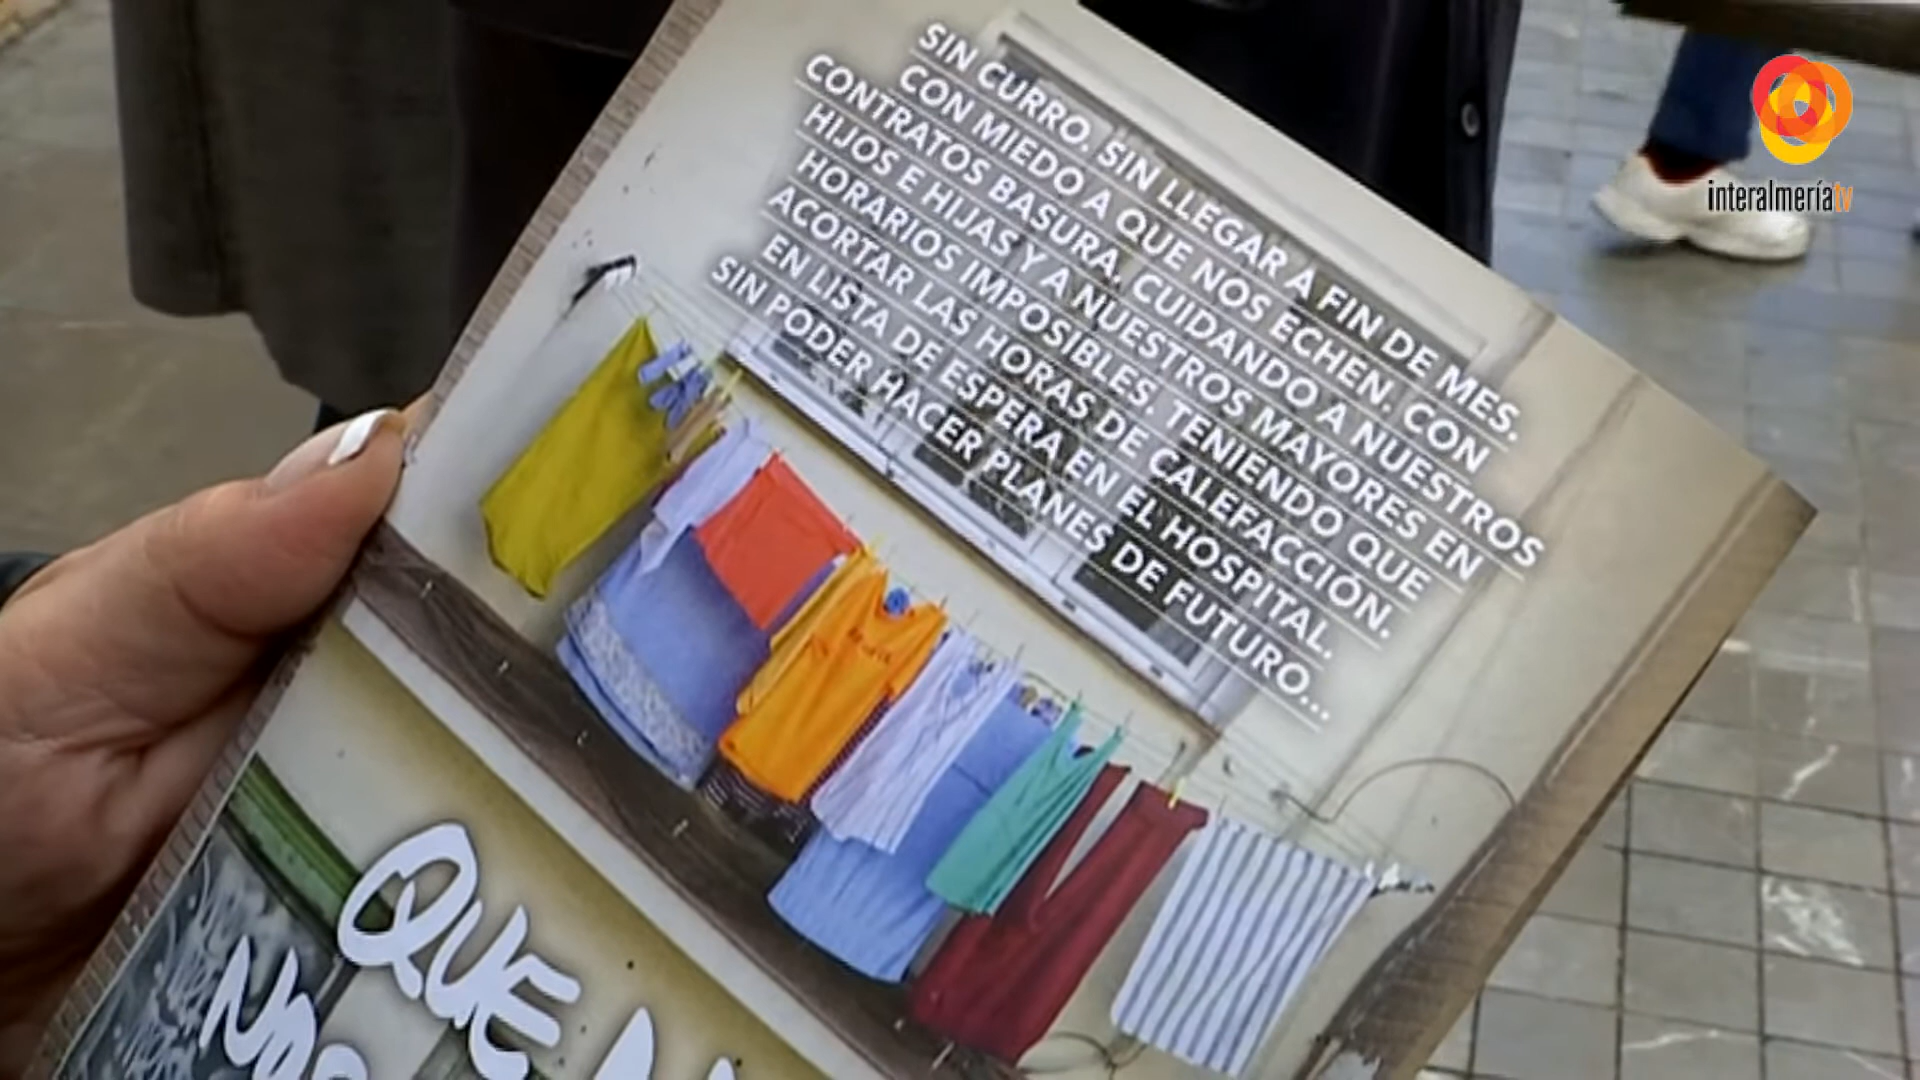 SIN CURRO. SIN LLEGAR A FIN DE MES.
CON MIEDO A QUE NOS ECHEN. CON
CONTRATOS BASURA. CUIDANDO A NUESTROS
HIJOS E HIJAS Y A NUESTROS MAYORES EN
HORARIOS IMPOSIBLES. TENIENDO QUE
ACORTAR LAS HORAS DE CALEFACCIÓN.
EN LISTA DE ESPERA EN EL HOSPITAL.
SIN PODER HACER PLANES DE FUTURO...
QUE
interalmeríatv